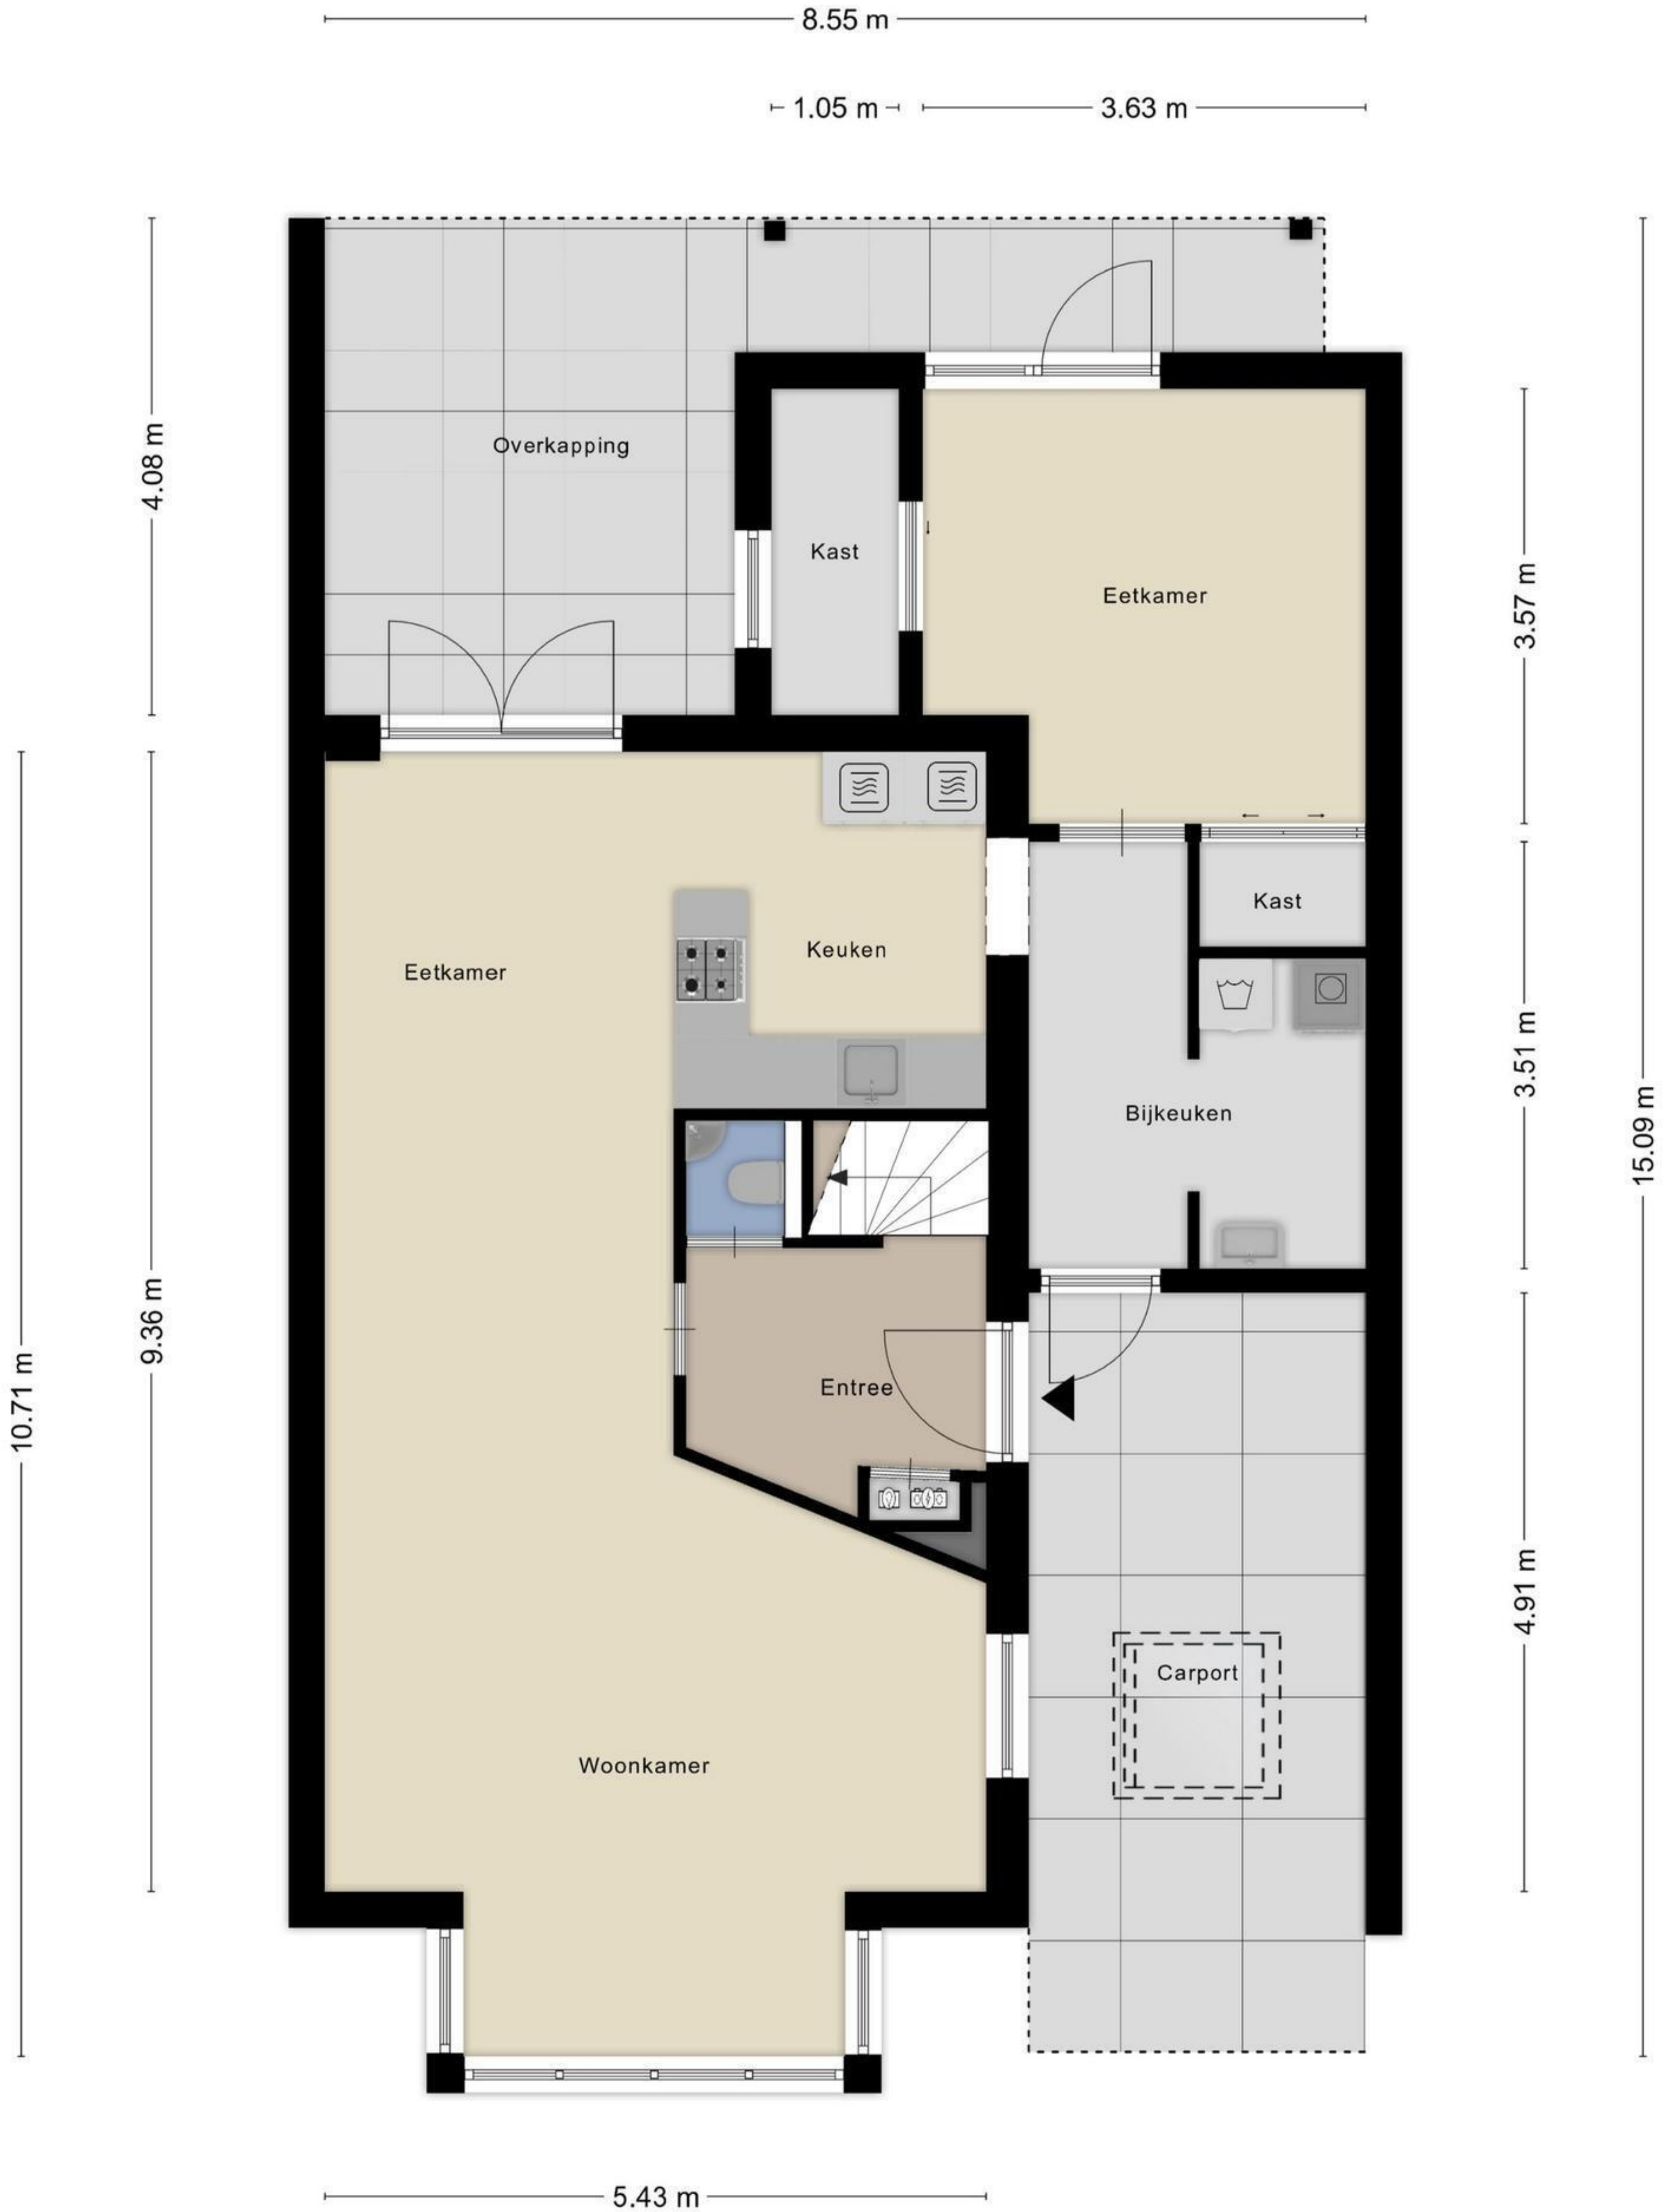 8.55 m
1.05 m
3.63 m
4.08 m
Overkapping
Kast
Eetkamer
3.57 m
Kast
Keuken
Eetkamer
3.51 m
Bijkeuken
15.09 m
9.36 m
10.71 m
Entree
4.91 m
Carport
Woonkamer
5.43 m